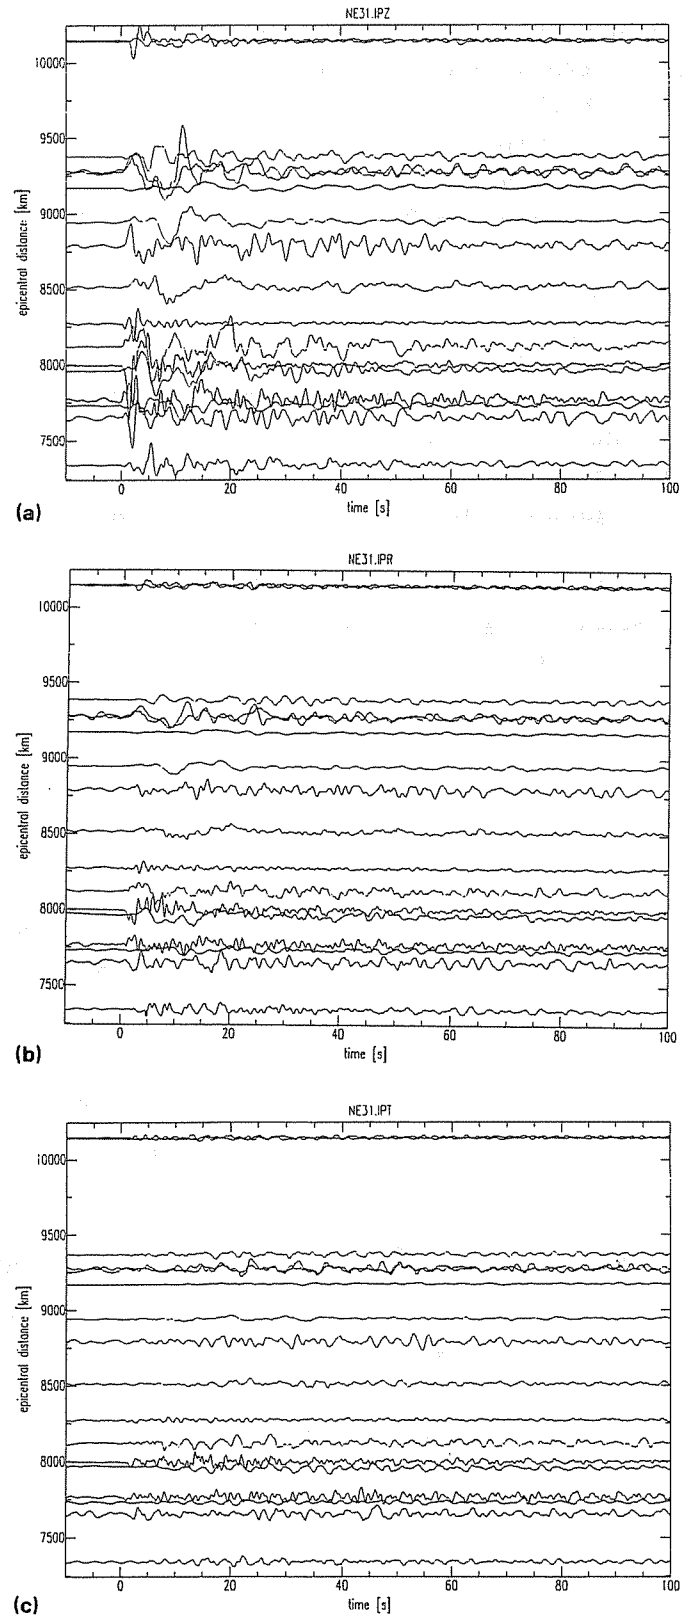 NE31.IPZ
10000
9500
9000
8500
8000
7500
epicentral distance [km]
0 20 40 60 80 100
time [s]
(a)
NE31.IPR
10000
9500
9000
8500
8000
7500
epicentral distance [km]
0 20 40 60 80 100
time [s]
(b)
NE31.IPT
10000
9500
9000
8500
8000
7500
epicentral distance [km]
0 20 40 60 80 100
time [s]
(c)